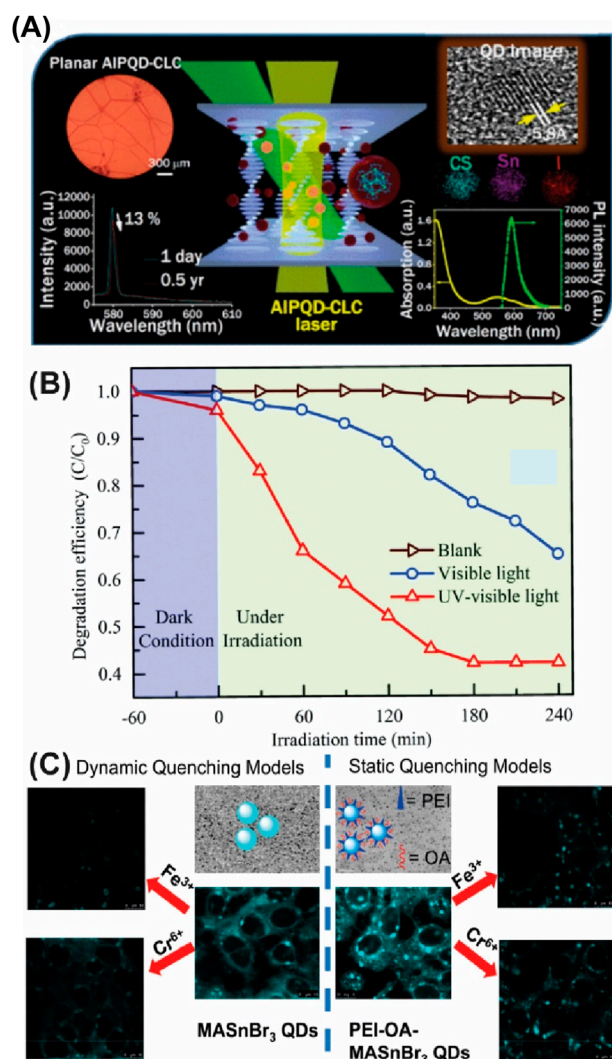 (A)
Planar AIPQD-CLC
300 μm
Intensity (a.u.)
12000
10000
8000
6000
4000
2000
0
13 %
1 day
0.5 yr
580 590 600 610
Wavelength (nm)
AIPQD-CLC
laser
QD Image
5.8Å
CS Sn I
Absorption (a.u.)
1.6
1.2
0.8
0.4
0.0
400 500 600 700
Wavelength (nm)
7000
6000
5000
4000
3000
2000
1000
0
PL intensity (a.u.)
(B)
Degradation efficiency (C/C0)
1.0
0.9
0.8
0.7
0.6
0.5
0.4
Dark
Condition
Under
Irradiation
Blank
Visible light
UV-visible light
-60 0 60 120 180 240
Irradiation time (min)
(C)
Dynamic Quenching Models
Static Quenching Models
= PEI
= OA
Fe3+
Fe3+
Cr6+
Cr6+
MASnBr3 QDs
PEI-OA-
MASnBr3 QDs